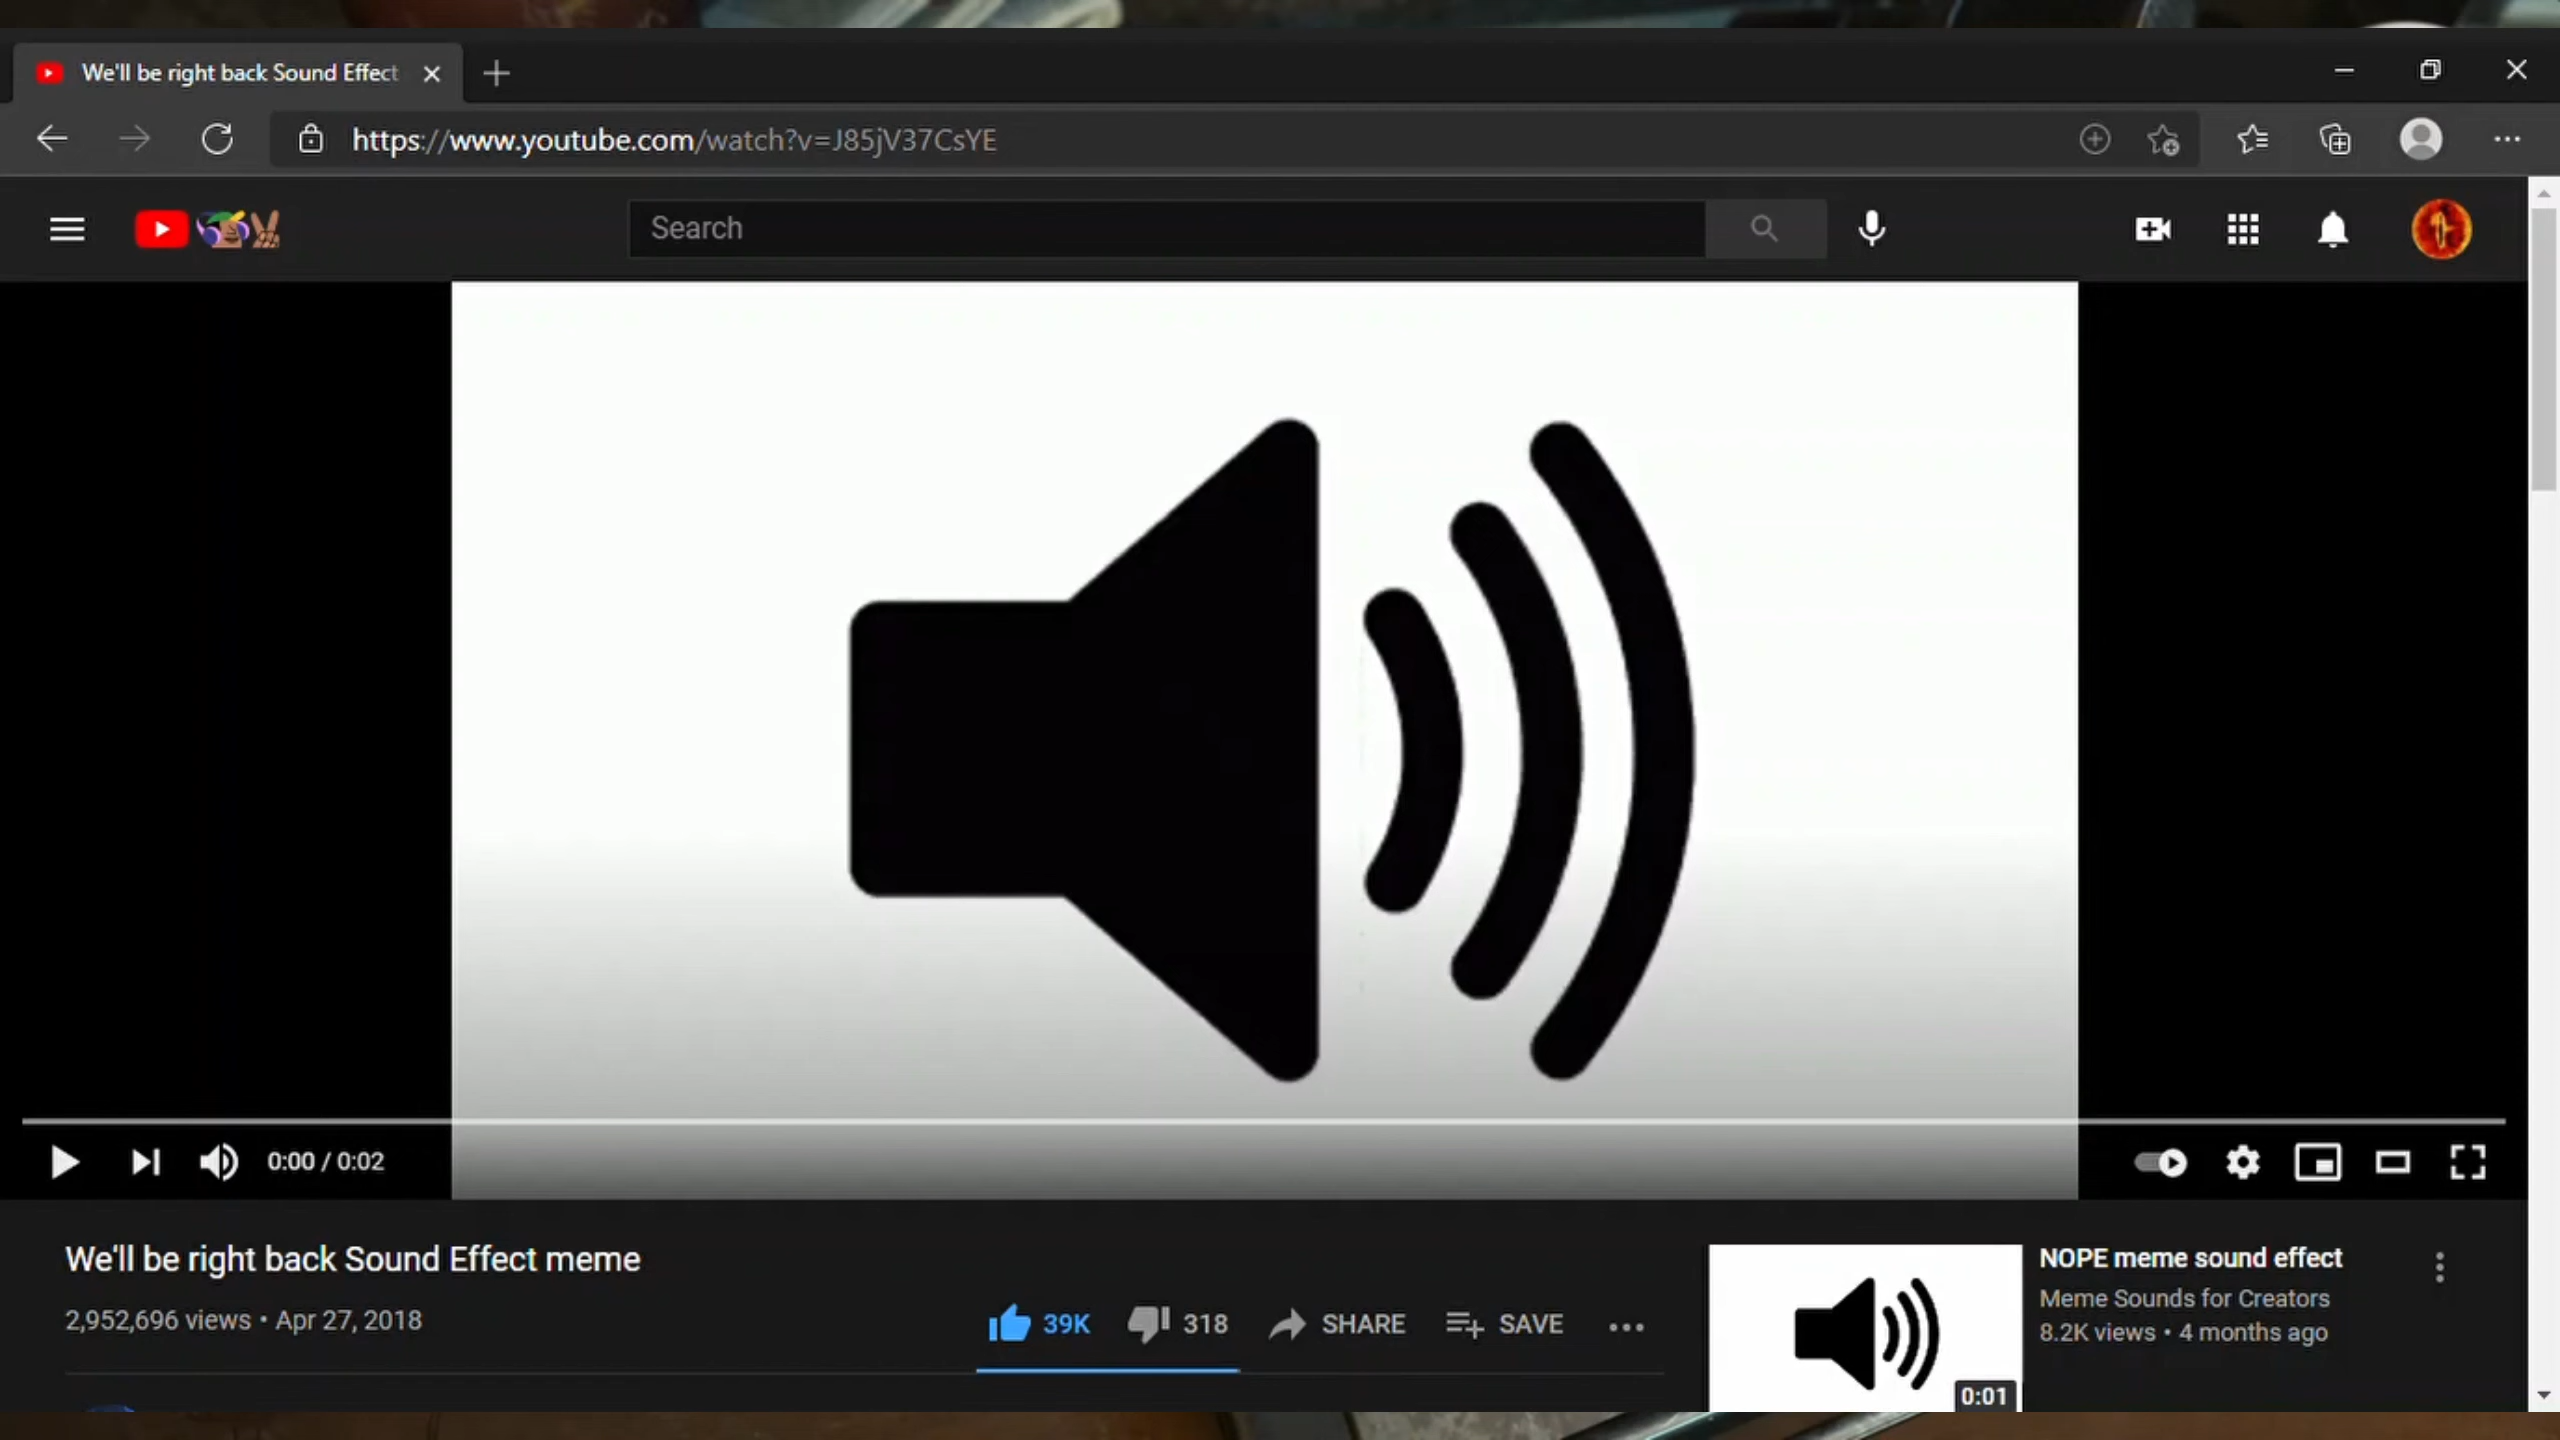 We'll be right back Sound Effect
https://www.youtube.com/watch?v=J85jV37CsYE
Search
0:00 / 0:02
We'll be right back Sound Effect meme
2,952,696 views • Apr 27, 2018
39K 318 SHARE SAVE
NOPE meme sound effect
Meme Sounds for Creators
8.2K views • 4 months ago
0:01